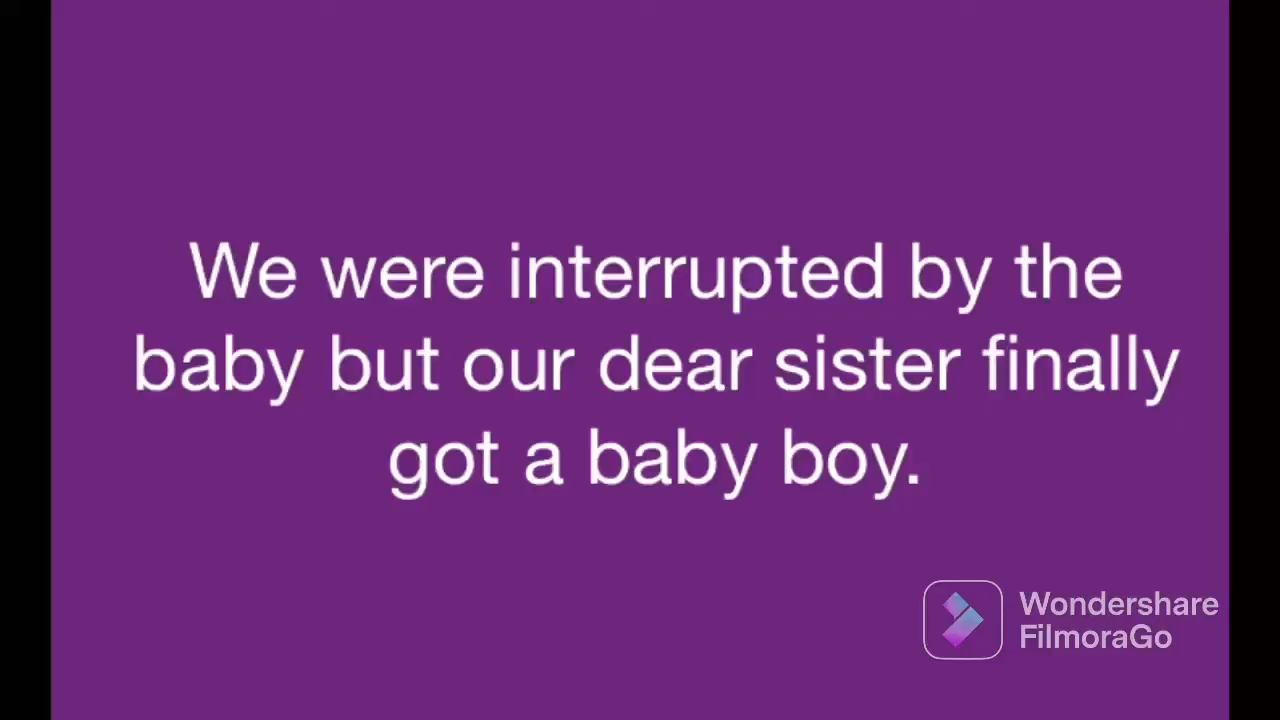 We were interrupted by the
baby but our dear sister finally
got a baby boy.
Wondershare
FilmoraGo